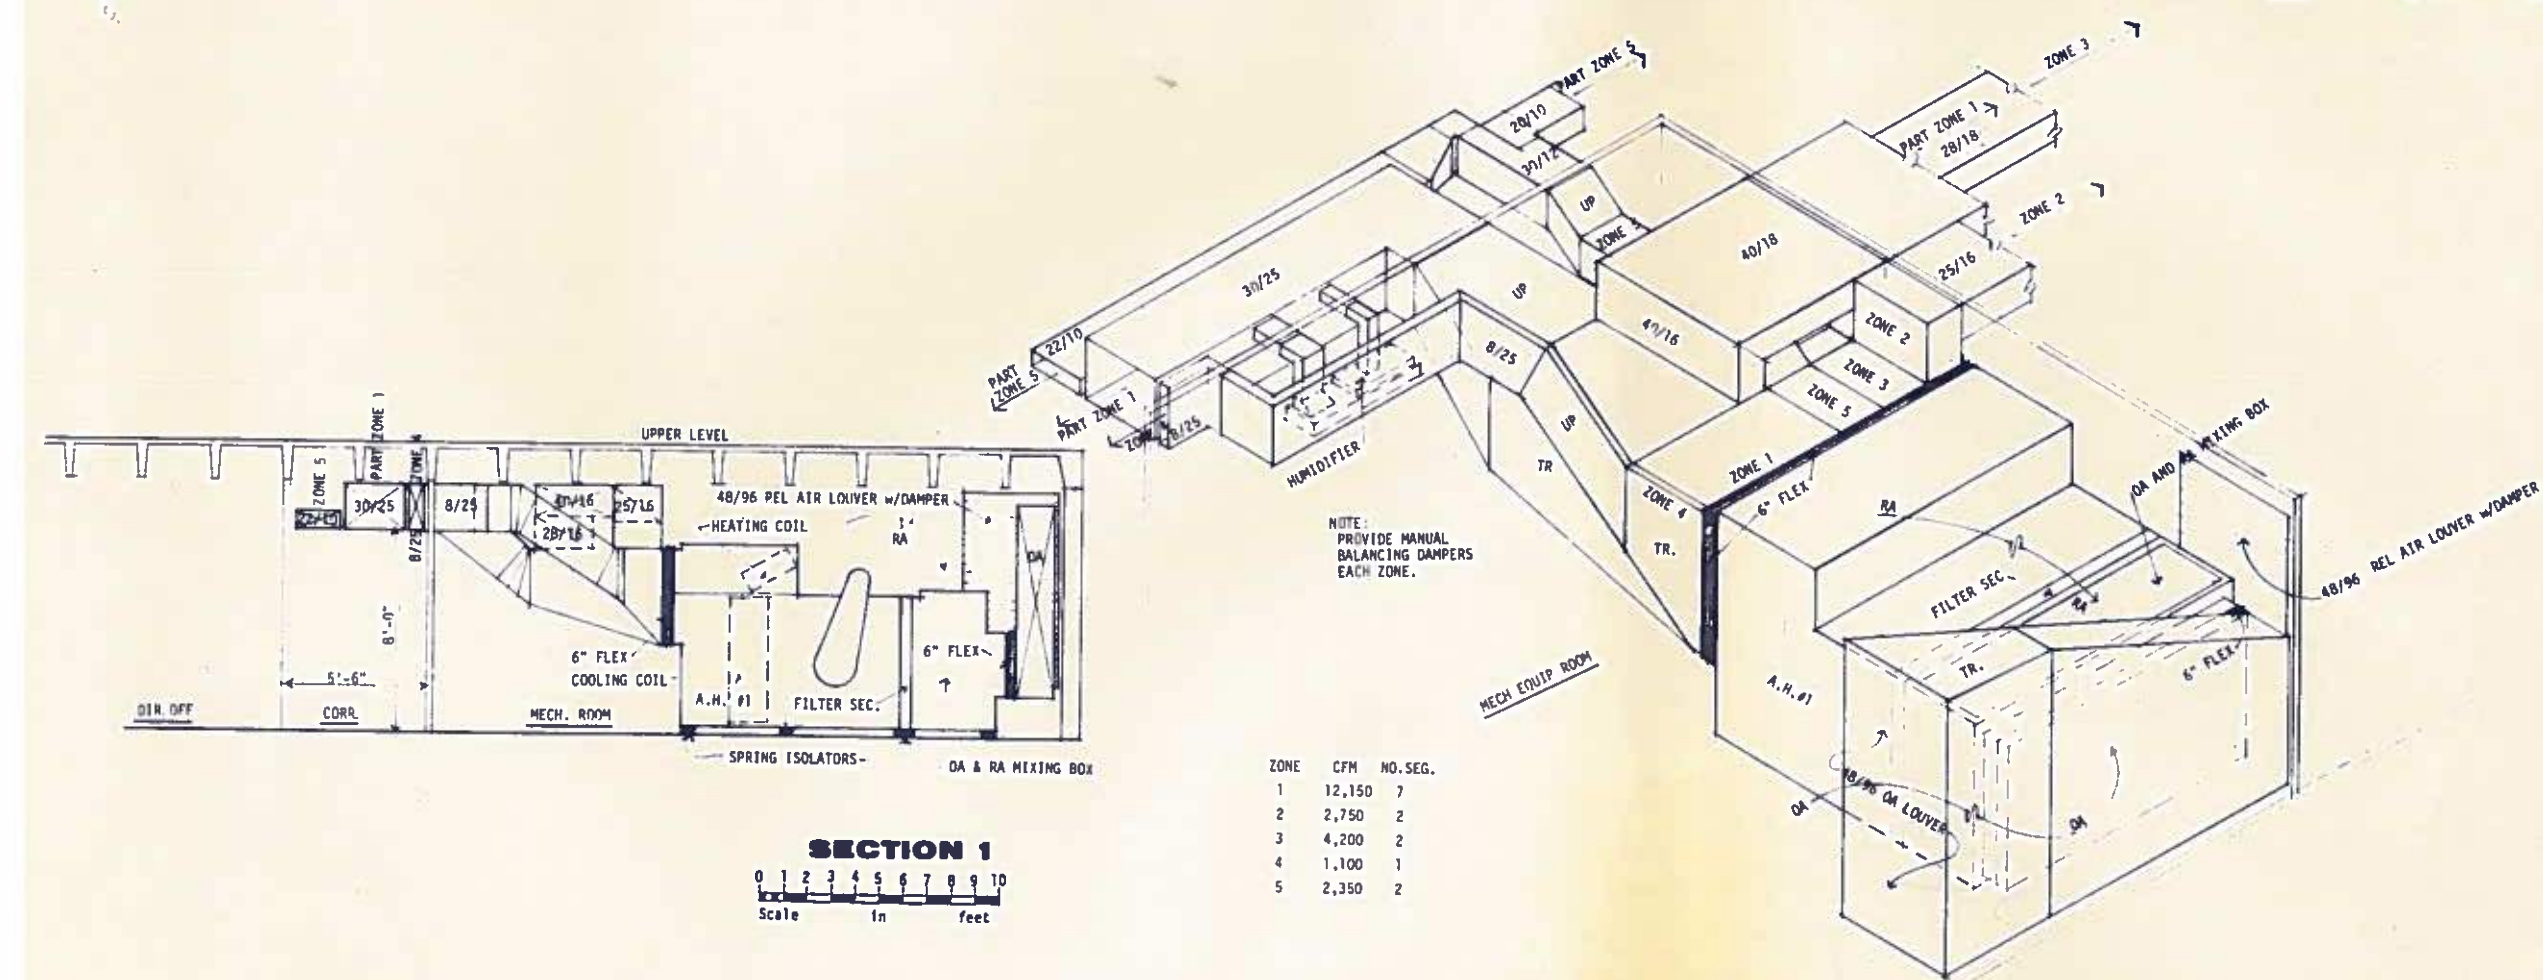 UPPER LEVEL
ZONE 5
PART ZONE 1
ZONE 4
22/10
30/25
8/25
8/25
40/16
28/16
25/16
48/96 REL AIR LOUVER w/DAMPER
HEATING COIL
RA
OA
8'-0"
6" FLEX
COOLING COIL
6" FLEX
A.H. #1
FILTER SEC.
DIR. OFF
CORR.
MECH. ROOM
SPRING ISOLATORS
OA & RA MIXING BOX
SECTION 1
0 1 2 3 4 5 6 7 8 9 10
Scale in feet
PART ZONE 5
20/10
30/12
UP
ZONE 3
PART ZONE 1
28/18
ZONE 2
40/18
25/16
30/25
UP
40/16
ZONE 2
ZONE 3
ZONE 5
22/10
PART
ZONE 5
PART ZONE 1
8/25
8/25
UP
TR
HUMIDIFIER
ZONE 1
ZONE 4
TR.
6" FLEX
RA
OA AND RA MIXING BOX
FILTER SEC.
RA
48/96 REL AIR LOUVER w/DAMPER
6" FLEX
TR.
A.H. #1
MECH EQUIP ROOM
OA
48/96 OA LOUVER
OA
NOTE:
PROVIDE MANUAL
BALANCING DAMPERS
EACH ZONE.
ZONE CFM NO.SEG.
1 12,150 7
2 2,750 2
3 4,200 2
4 1,100 1
5 2,350 2